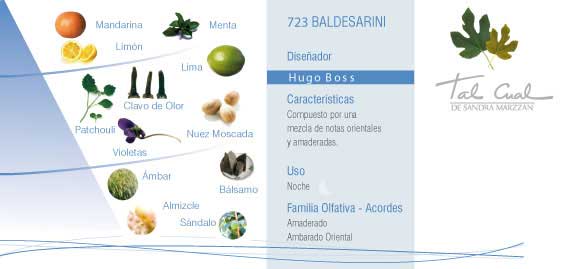 Mandarina
Menta
Limón
Lima
Clavo de Olor
Patchoulí
Nuez Moscada
Violetas
Ámbar
Bálsamo
Almizcle
Sándalo
723 BALDESARINI
Diseñador
Hugo Boss
Características
Compuesto por una
mezcla de notas orientales
y amaderadas.
Uso
Noche
Familia Olfativa - Acordes
Amaderado
Ambarado Oriental
Tal Cual
DE SANDRA MARZZAN